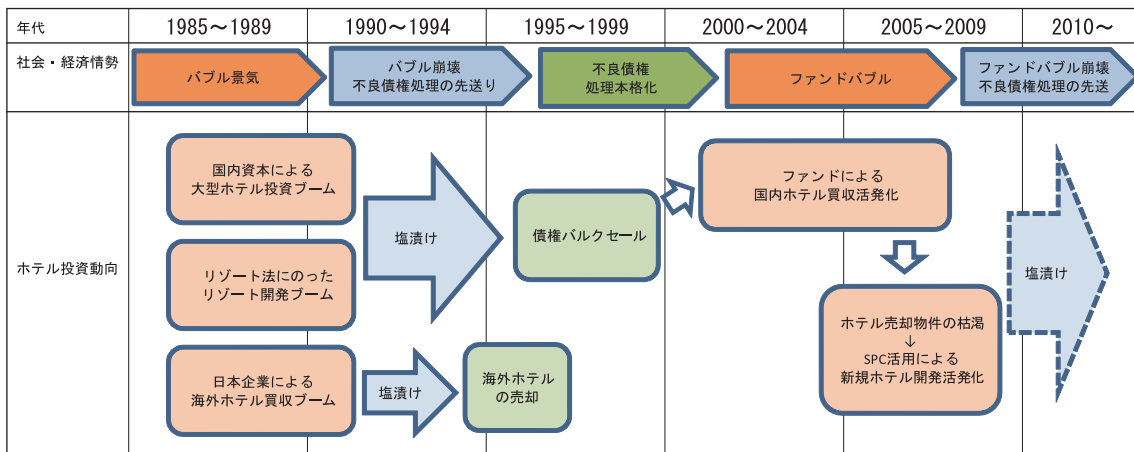 年代
1985～1989
1990～1994
1995～1999
2000～2004
2005～2009
2010～
社会・経済情勢
バブル景気
バブル崩壊
不良債権処理の先送り
不良債権
処理本格化
ファンドバブル
ファンドバブル崩壊
不良債権処理の先送
ホテル投資動向
国内資本による
大型ホテル投資ブーム
リゾート法にのった
リゾート開発ブーム
日本企業による
海外ホテル買収ブーム
塩漬け
塩漬け
債権バルクセール
海外ホテル
の売却
ファンドによる
国内ホテル買収活発化
ホテル売却物件の枯渇
↓
SPC活用による
新規ホテル開発活発化
塩漬け